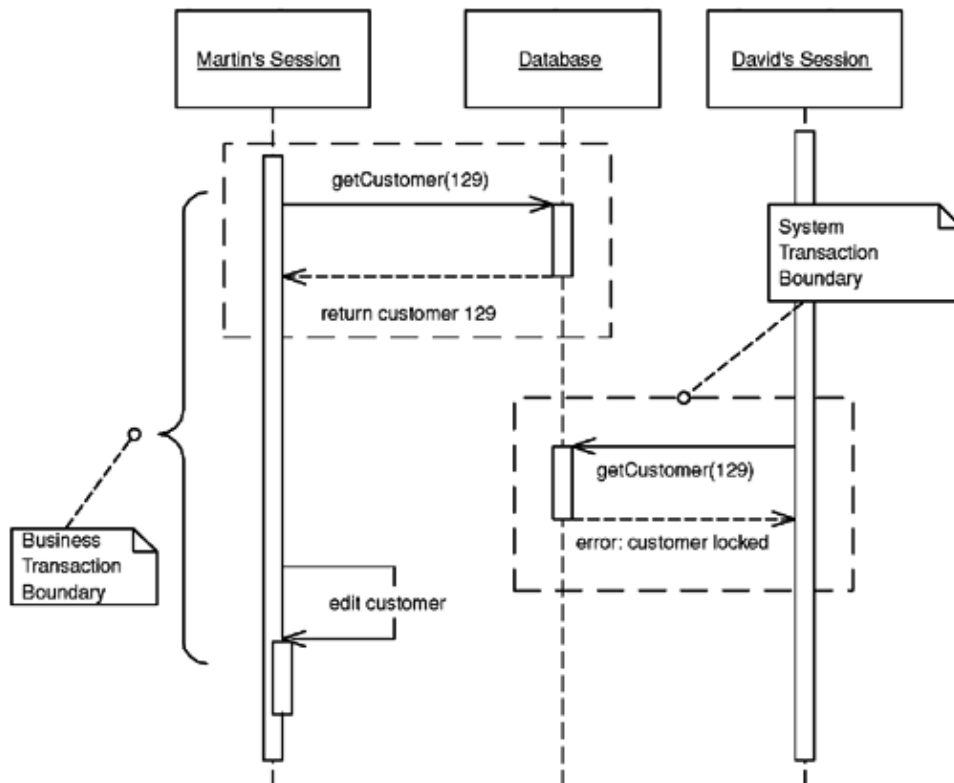 Martin's Session
Database
David's Session
getCustomer(129)
System
Transaction
Boundary
return customer 129
getCustomer(129)
error: customer locked
Business
Transaction
Boundary
edit customer